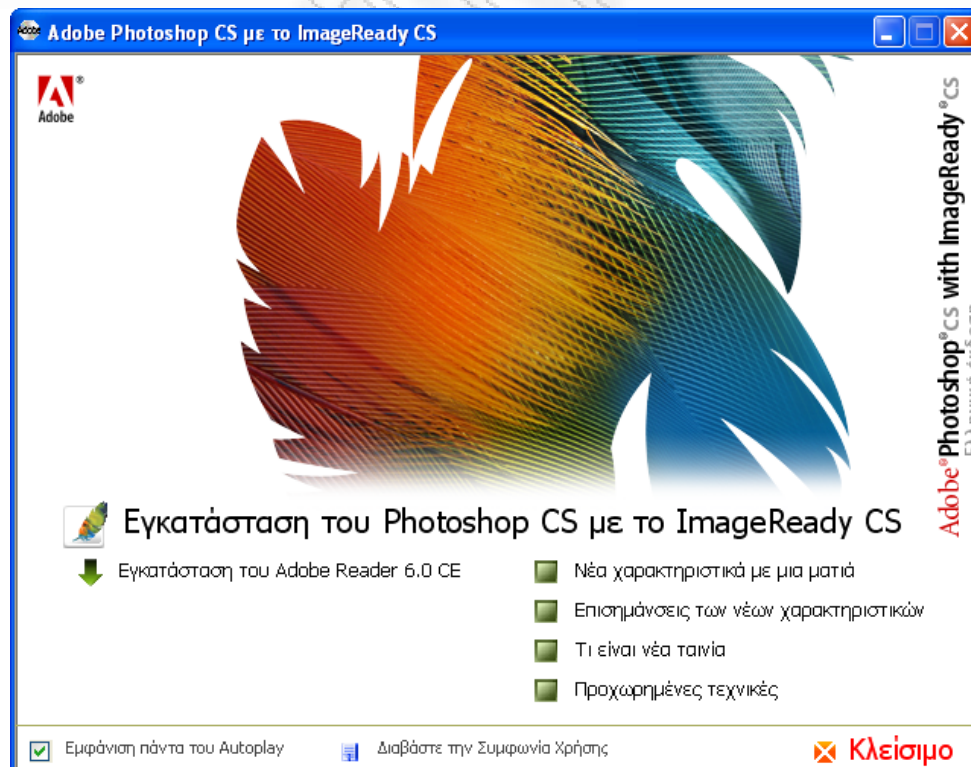 Adobe Photoshop CS με το ImageReady CS
Adobe
Adobe®Photoshop®CS with ImageReady®CS
Εγκατάσταση του Photoshop CS με το ImageReady CS
Εγκατάσταση του Adobe Reader 6.0 CE
Νέα χαρακτηριστικά με μια ματιά
Επισημάνσεις των νέων χαρακτηριστικών
Τι είναι νέα ταινία
Προχωρημένες τεχνικές
Εμφάνιση πάντα του Autoplay
Διαβάστε την Συμφωνία Χρήσης
Κλείσιμο